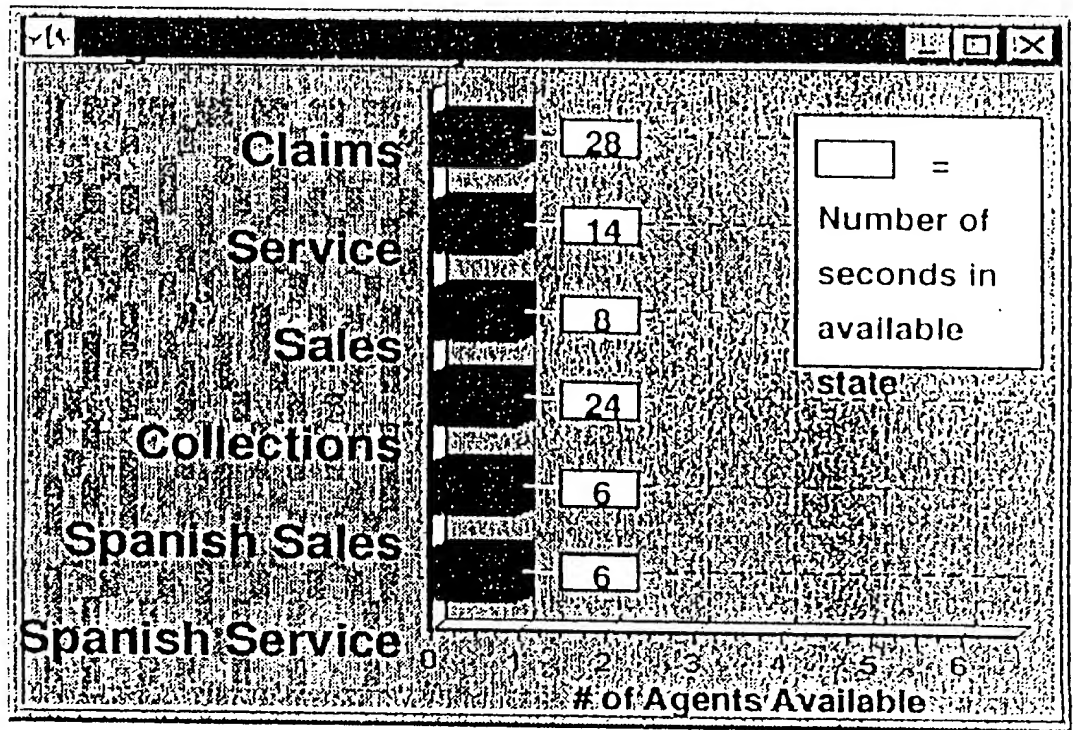 Claims 28
Service 14
Sales 8
Collections 24
Spanish Sales 6
Spanish Service 6
=
Number of
seconds in
available
state
0 1 2 3 4 5 6
# of Agents Available